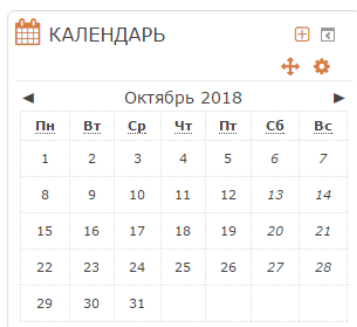 КАЛЕНДАРЬ
◄ Октябрь 2018 ►
Пн Вт Ср Чт Пт Сб Вс
1 2 3 4 5 6 7
8 9 10 11 12 13 14
15 16 17 18 19 20 21
22 23 24 25 26 27 28
29 30 31